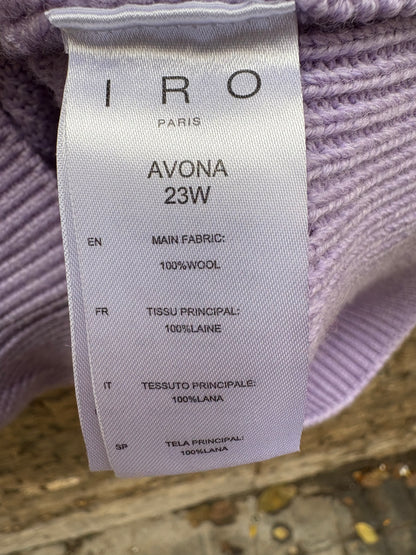 IRO
PARIS
AVONA
23W
EN MAIN FABRIC:
100%WOOL
FR TISSU PRINCIPAL:
100%LAINE
IT TESSUTO PRINCIPALE:
100%LANA
SP TELA PRINCIPAL:
100%LANA